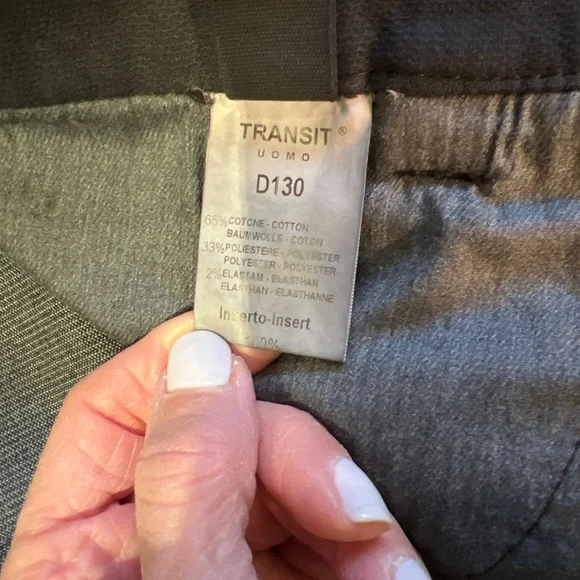 TRANSIT®
UOMO
D130
65% COTONE - COTTON
BAUMWOLLE - COTON
33% POLIESTERE - POLYESTER
POLYESTER - POLYESTER
2% ELASTAM - ELASTHAN
ELASTHAN - ELASTHANNE
Inserto-Insert
100%